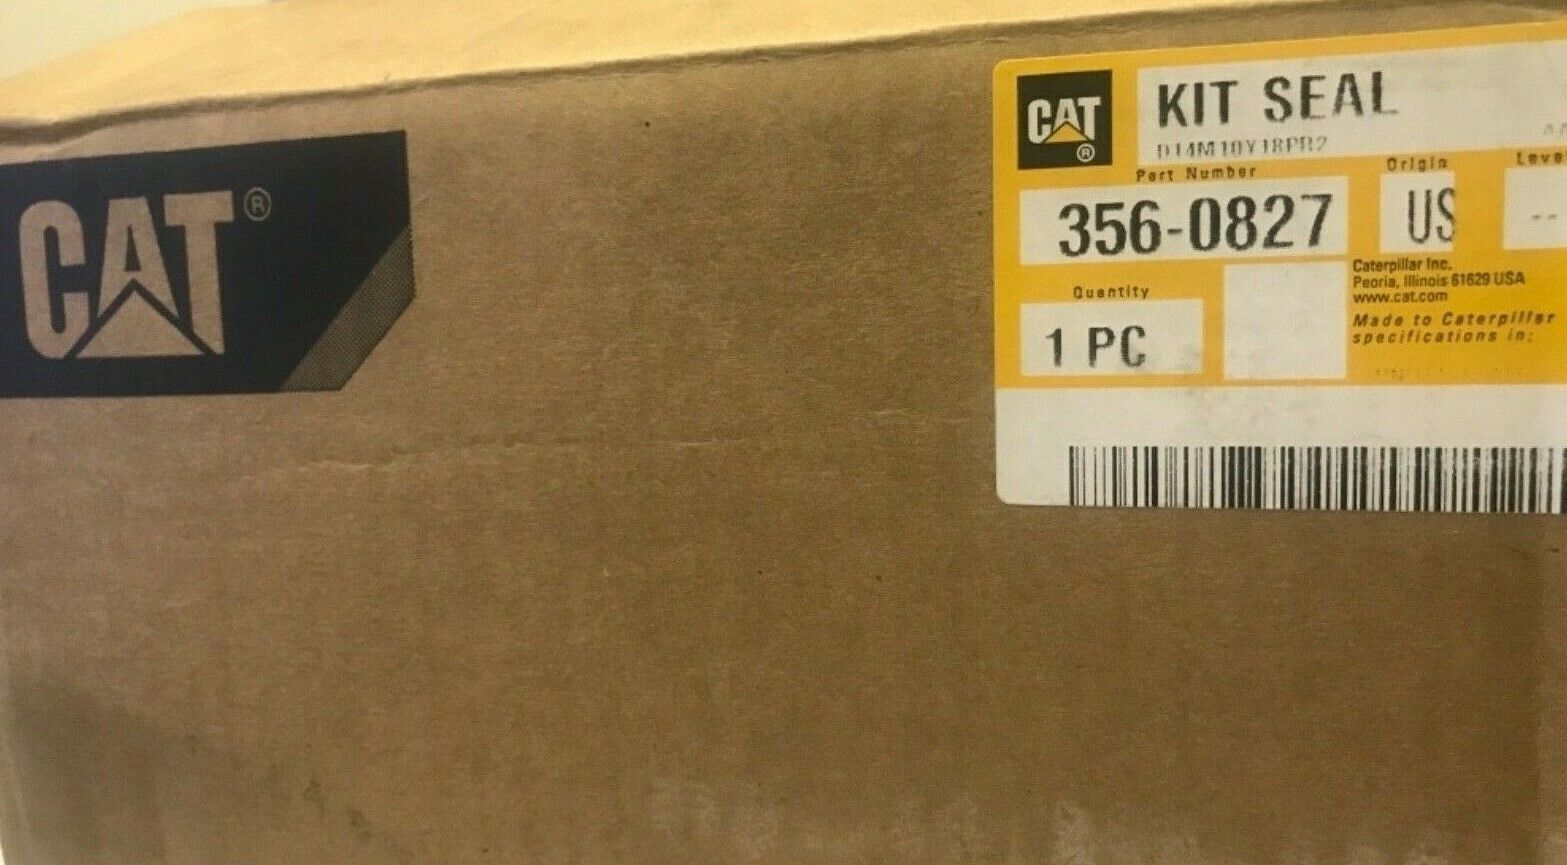 CAT®
CAT®
KIT SEAL
D14M10Y18PR2
Part Number
Origin
356-0827
US
Quantity
1 PC
Caterpillar Inc.
Peoria, Illinois 61629 USA
www.cat.com
Made to Caterpillar
specifications in: